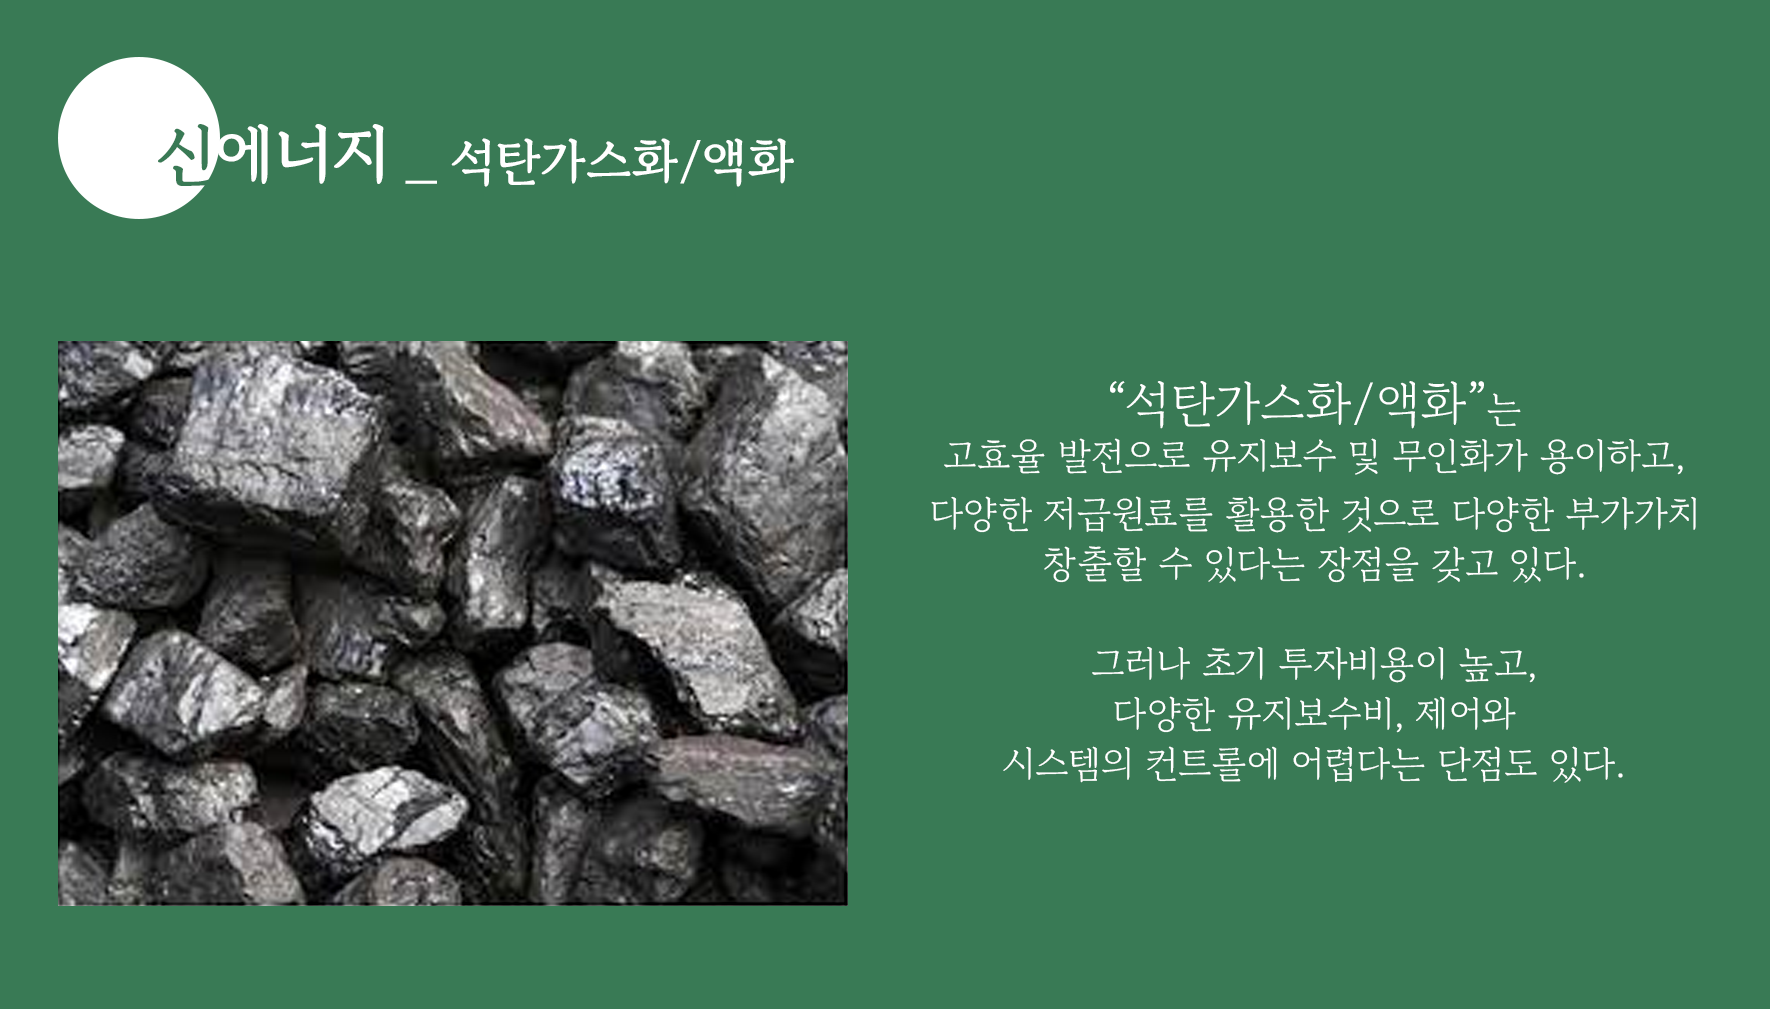 신에너지 _ 석탄가스화/액화
“석탄가스화/액화”는
고효율 발전으로 유지보수 및 무인화가 용이하고,
다양한 저급원료를 활용한 것으로 다양한 부가가치
창출할 수 있다는 장점을 갖고 있다.
그러나 초기 투자비용이 높고,
다양한 유지보수비, 제어와
시스템의 컨트롤에 어렵다는 단점도 있다.